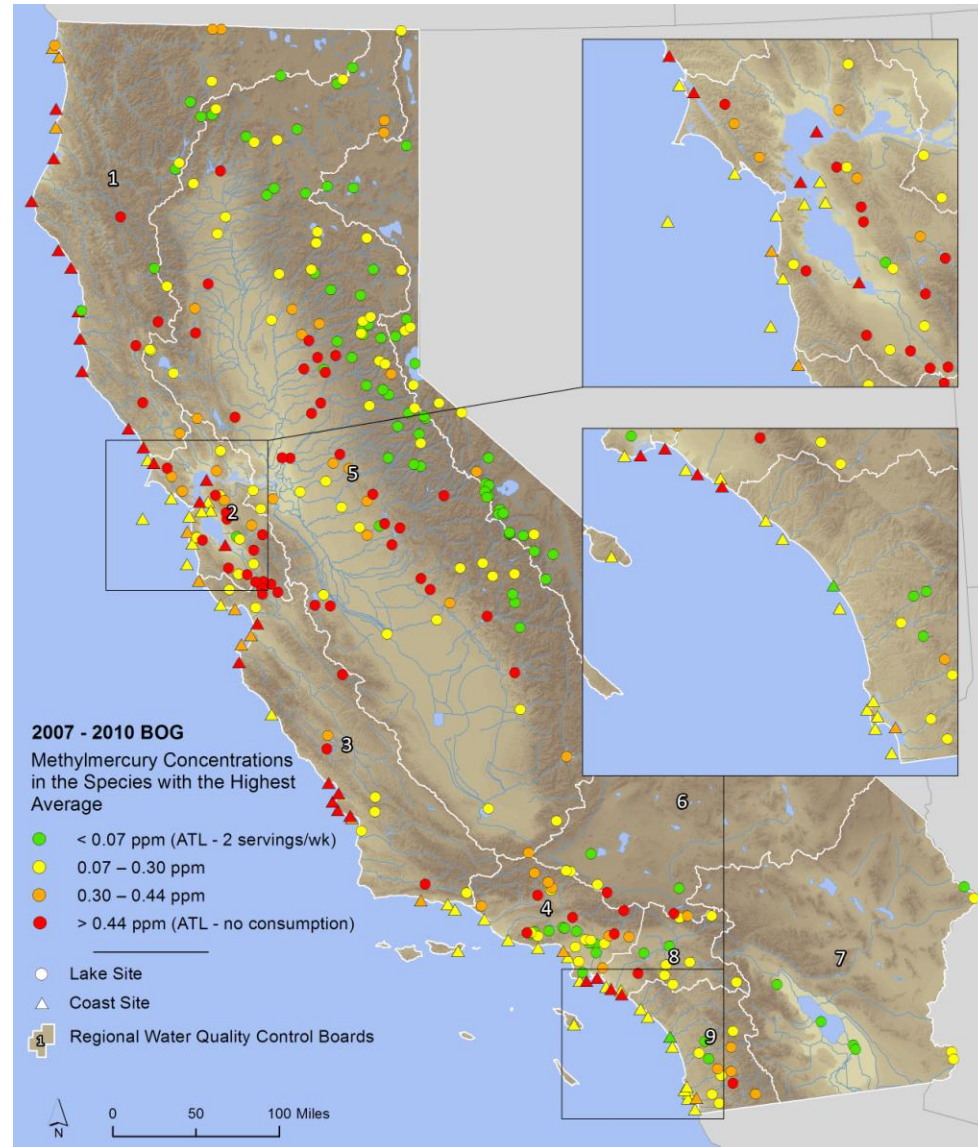 1
5
2
3
6
4
8
7
9
2007 - 2010 BOG
Methylmercury Concentrations
in the Species with the Highest
Average
< 0.07 ppm (ATL - 2 servings/wk)
0.07 – 0.30 ppm
0.30 – 0.44 ppm
> 0.44 ppm (ATL - no consumption)
Lake Site
Coast Site
1 Regional Water Quality Control Boards
N
0 50 100 Miles